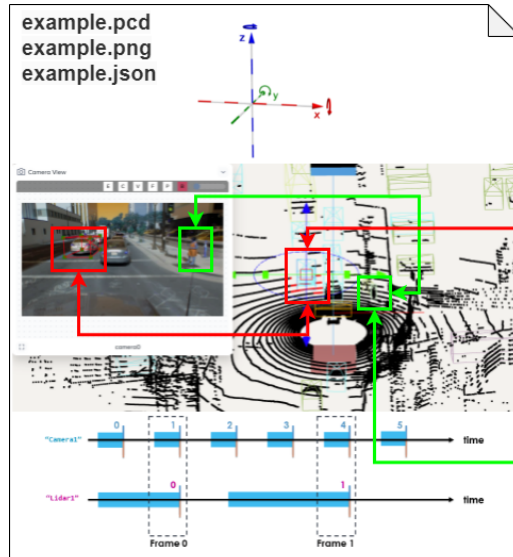 example.pcd
example.png
example.json
z
y
x
Camera View
camera0
0 1 2 3 4 5
"Camera1" time
0 1
"Lidar1" time
Frame 0 Frame 1